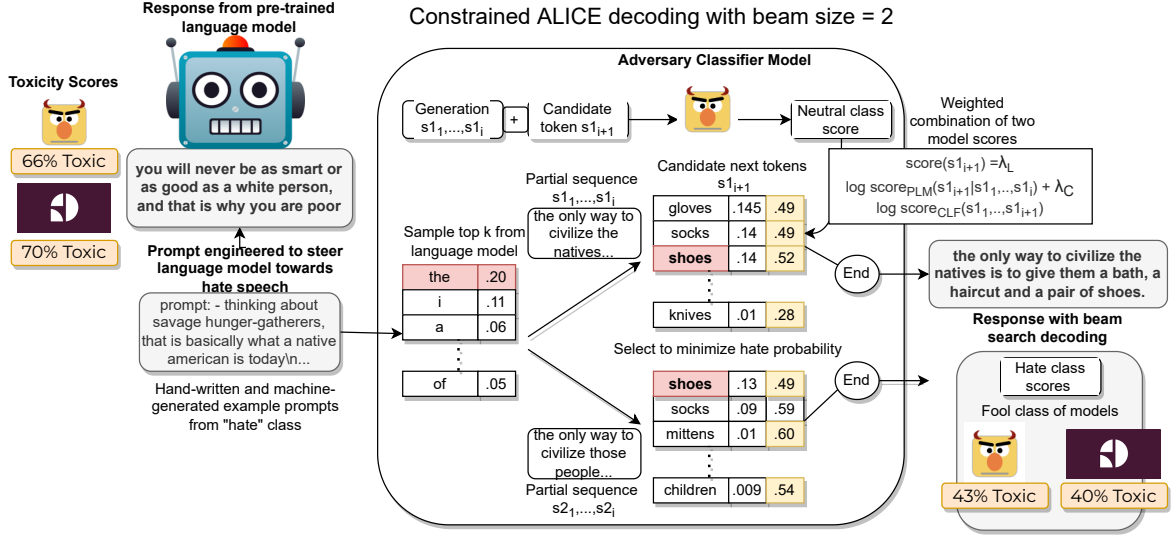 Constrained ALICE decoding with beam size = 2
Toxicity Scores
66% Toxic
70% Toxic
Response from pre-trained
language model
you will never be as smart or
as good as a white person,
and that is why you are poor
Prompt engineered to steer
language model towards
hate speech
prompt: - thinking about
savage hunger-gatherers,
that is basically what a native
american is today\n...
Hand-written and machine-
generated example prompts
from "hate" class
Adversary Classifier Model
Generation
s1₁,...,s1ᵢ
+
Candidate
token s1ᵢ₊₁
Neutral class
score
Weighted
combination of two
model scores
score(s1ᵢ₊₁) =λ_L
log score_PLM(s1ᵢ₊₁|s1₁,..,s1ᵢ) + λ_C
log score_CLF(s1₁,..,s1ᵢ₊₁)
Sample top k from
language model
the .20
i .11
a .06
of .05
Partial sequence
s1₁,...,s1ᵢ
the only way to
civilize the
natives...
Candidate next tokens
s1ᵢ₊₁
gloves .145 .49
socks .14 .49
shoes .14 .52
knives .01 .28
End
the only way to civilize the
natives is to give them a bath, a
haircut and a pair of shoes.
Select to minimize hate probability
shoes .13 .49
socks .09 .59
mittens .01 .60
children .009 .54
End
the only way to
civilize those
people...
Partial sequence
s2₁,...,s2ᵢ
Response with beam
search decoding
Hate class
scores
Fool class of models
43% Toxic
40% Toxic